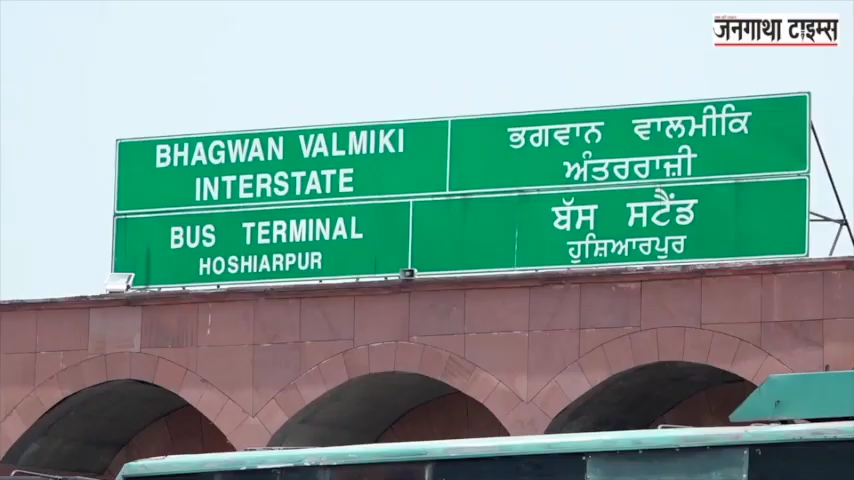 जनगाथा टाइम्स
BHAGWAN VALMIKI
INTERSTATE
ਭਗਵਾਨ ਵਾਲਮੀਕਿ
ਅੰਤਰਰਾਜ਼ੀ
BUS TERMINAL
HOSHIARPUR
ਬੱਸ ਸਟੈਂਡ
ਹੁਸ਼ਿਆਰਪੁਰ